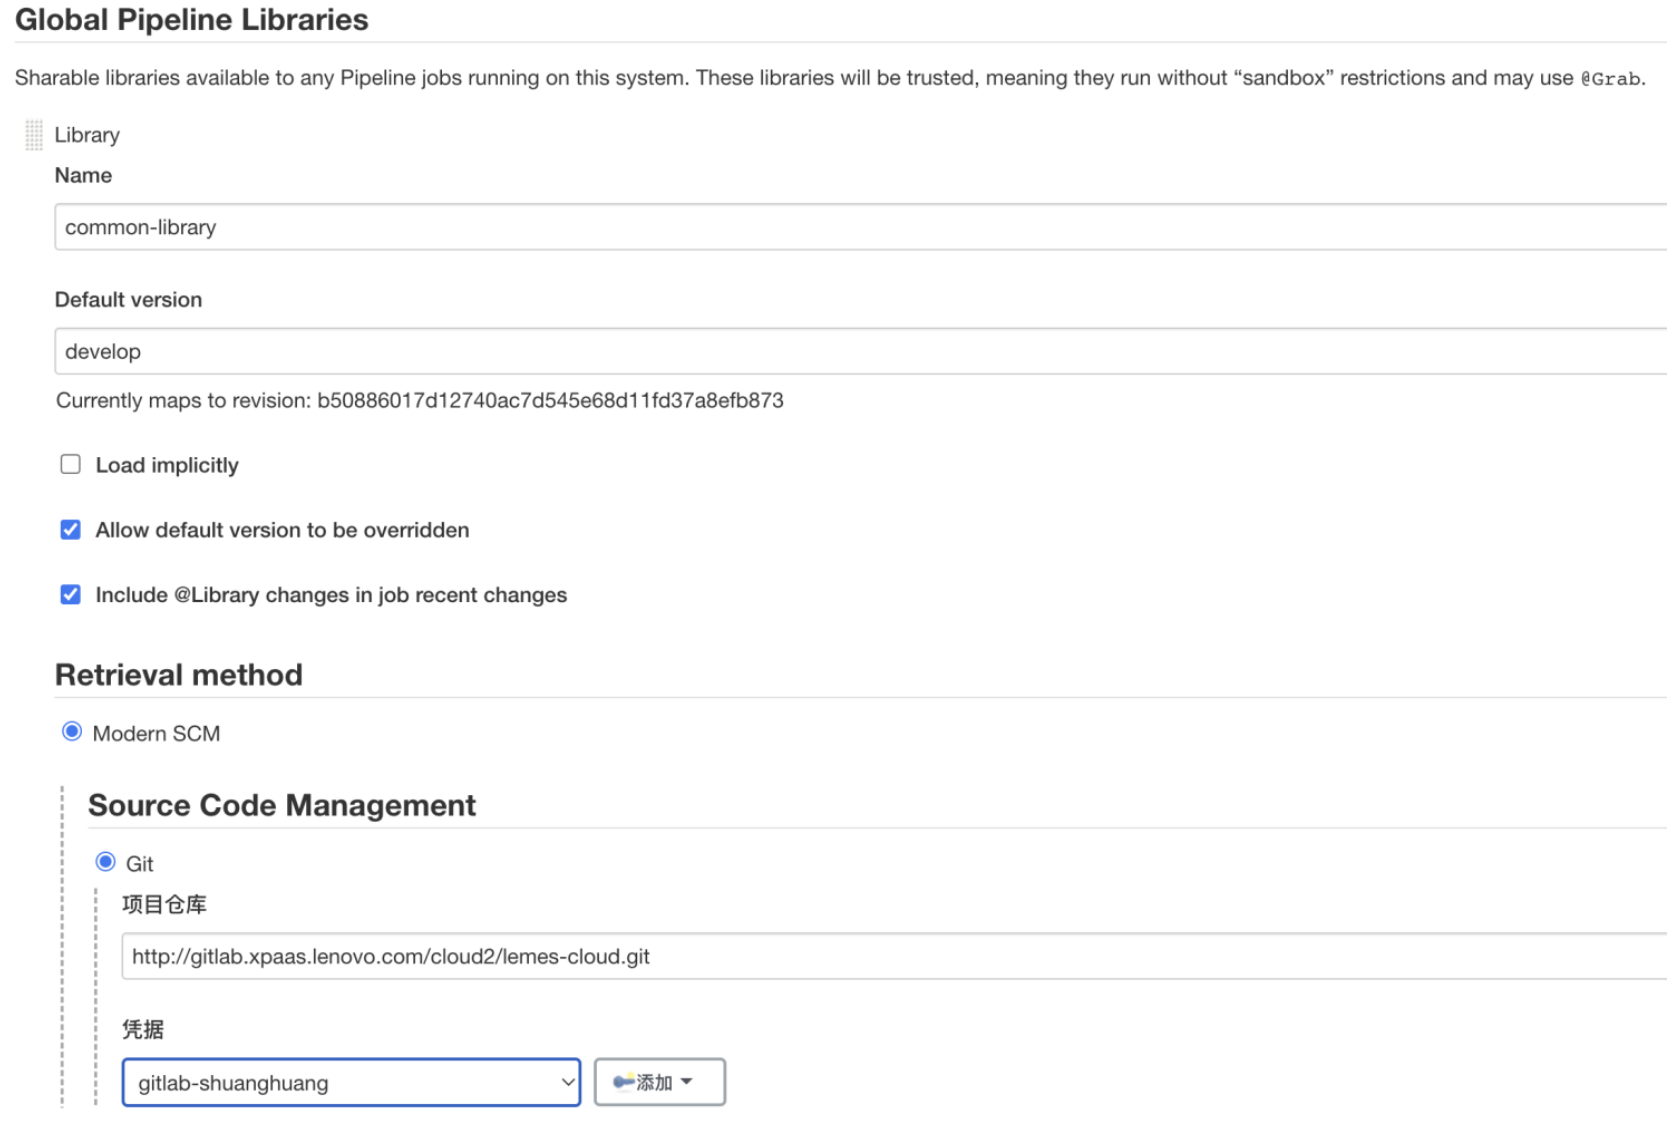 Global Pipeline Libraries
Sharable libraries available to any Pipeline jobs running on this system. These libraries will be trusted, meaning they run without “sandbox” restrictions and may use @Grab.
Library
Name
common-library
Default version
develop
Currently maps to revision: b50886017d12740ac7d545e68d11fd37a8efb873
Load implicitly
Allow default version to be overridden
Include @Library changes in job recent changes
Retrieval method
Modern SCM
Source Code Management
Git
项目仓库
http://gitlab.xpaas.lenovo.com/cloud2/lemes-cloud.git
凭据
gitlab-shuanghuang
添加